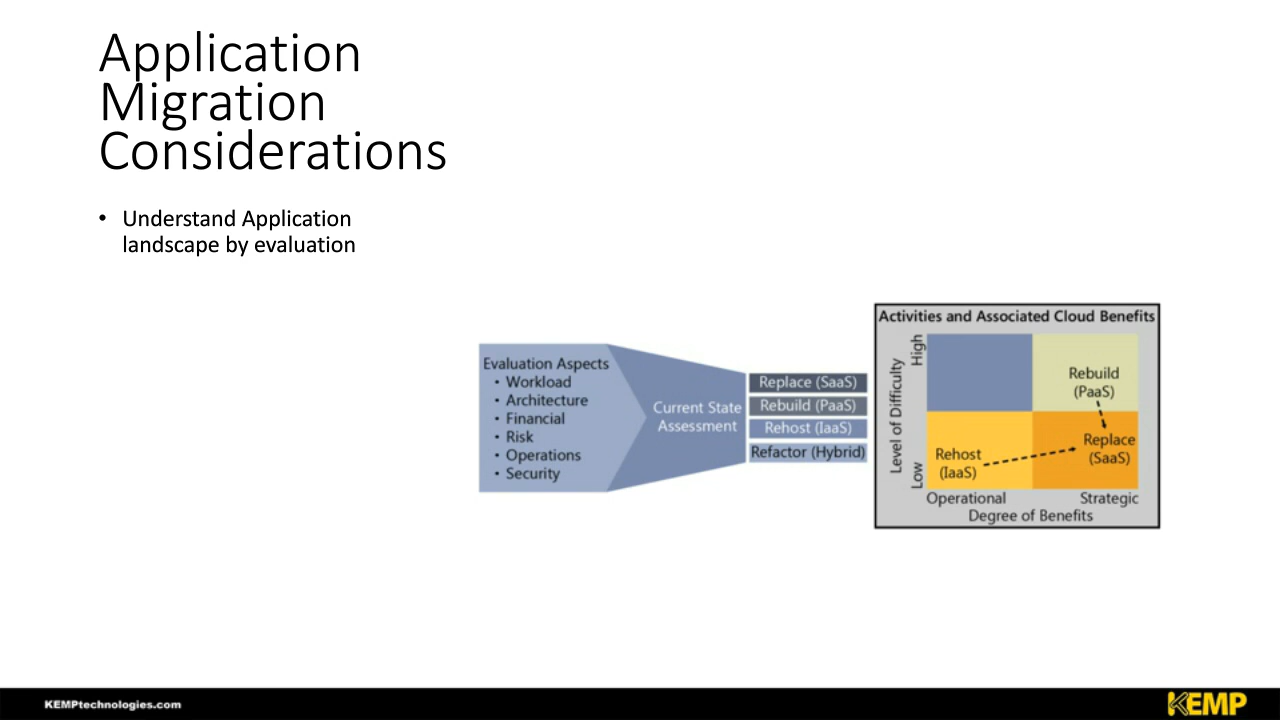 Application
Migration
Considerations
• Understand Application
landscape by evaluation
Evaluation Aspects
• Workload
• Architecture
• Financial
• Risk
• Operations
• Security
Current State
Assessment
Replace (SaaS)
Rebuild (PaaS)
Rehost (IaaS)
Refactor (Hybrid)
Activities and Associated Cloud Benefits
Level of Difficulty
High
Low
Rebuild
(PaaS)
Replace
(SaaS)
Rehost
(IaaS)
Operational
Strategic
Degree of Benefits
KEMPtechnologies.com
KEMP